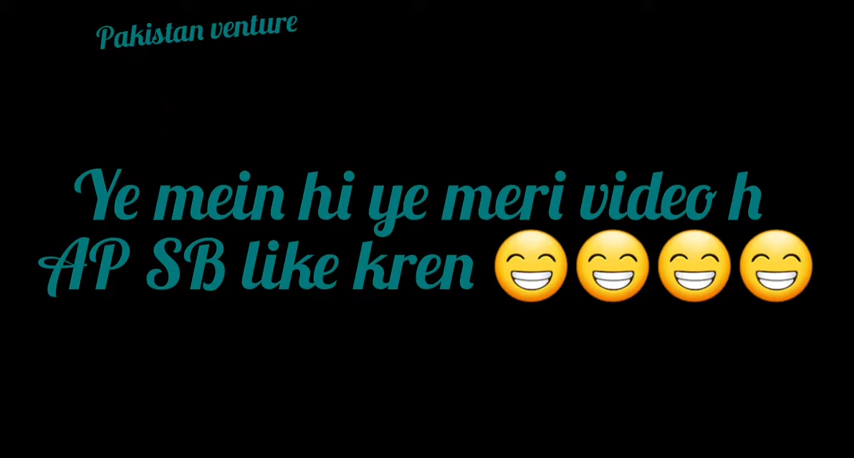 Pakistan venture
Ye mein hi ye meri video h
AP SB like kren 😁😁😁😁